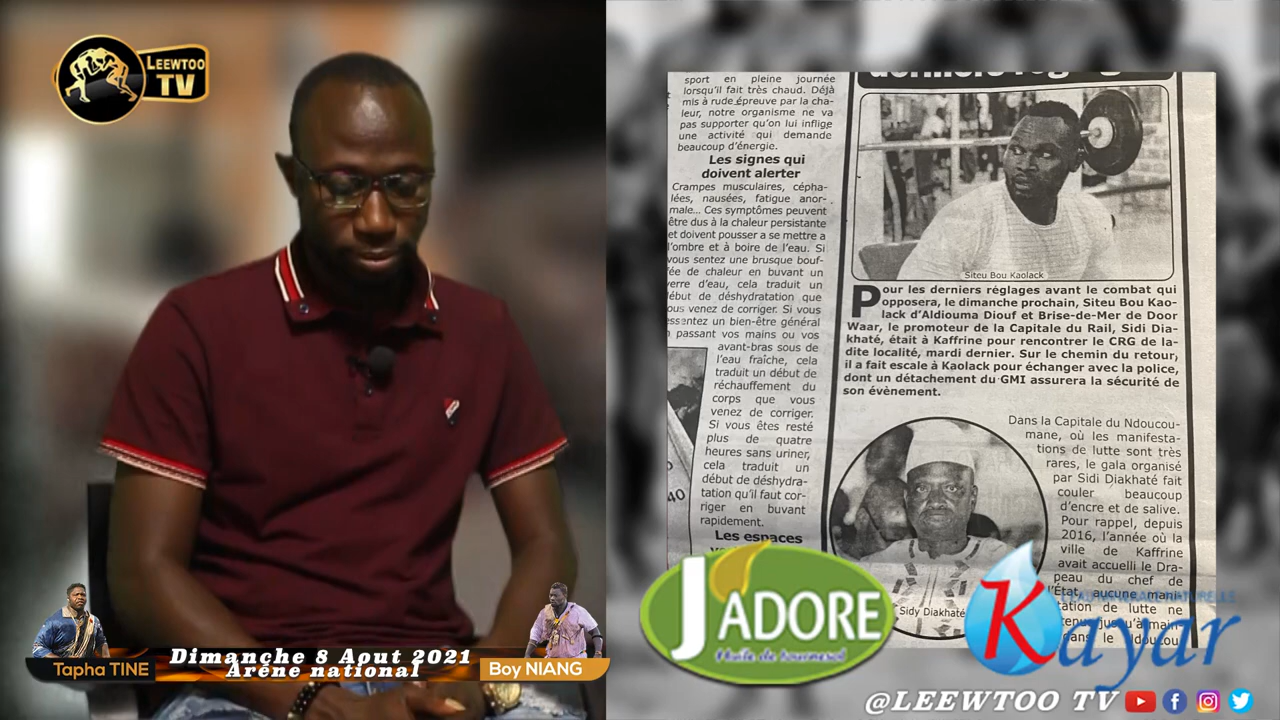 LEEWTOO
TV
Tapha TINE
Dimanche 8 Aout 2021
Arène national
Boy NIANG
sport en pleine journée
lorsqu'il fait très chaud. Déjà
mis à rude épreuve par la cha-
leur, notre organisme ne va
pas supporter qu'on lui inflige
une activité qui demande
beaucoup d'énergie.
Les signes qui
doivent alerter
Crampes musculaires, cépha-
lées, nausées, fatigue anor-
male... Ces symptômes peuvent
être dus à la chaleur persistante
et doivent pousser a se mettre a
l'ombre et à boire de l'eau. Si
vous sentez une brusque bouf-
fée de chaleur en buvant un
verre d'eau, cela traduit un
début de déshydratation que
vous venez de corriger. Si vous
ressentez un bien-être général
passant vos mains ou vos
avant-bras sous de
l'eau fraîche, cela
traduit un début de
réchauffement du
corps que vous
venez de corriger.
Si vous êtes resté
plus de quatre
heures sans uriner,
cela traduit un
début de déshydra-
tation qu'il faut cor-
riger en buvant
rapidement.
Les espaces
40
Siteu Bou Kaolack
Pour les derniers réglages avant le combat qui
opposera, le dimanche prochain, Siteu Bou Kao-
lack d'Aldiouma Diouf et Brise-de-Mer de Door
Waar, le promoteur de la Capitale du Rail, Sidi Dia-
khaté, était à Kaffrine pour rencontrer le CRG de la-
dite localité, mardi dernier. Sur le chemin du retour,
il a fait escale à Kaolack pour échanger avec la police,
dont un détachement du GMI assurera la sécurité de
son évènement.
Dans la Capitale du Ndoucou-
mane, où les manifesta-
tions de lutte sont très
rares, le gala organisé
par Sidi Diakhaté fait
couler beaucoup
d'encre et de salive.
Pour rappel, depuis
2016, l'année où la
ville de Kaffrine
avait accueilli le Dra-
peau du chef de
l'Etat, aucune mani-
tation de lutte ne
dans le
Sidy Diakhaté
J'ADORE
Huile de tournesol
Kayar
@LEEWTOO TV